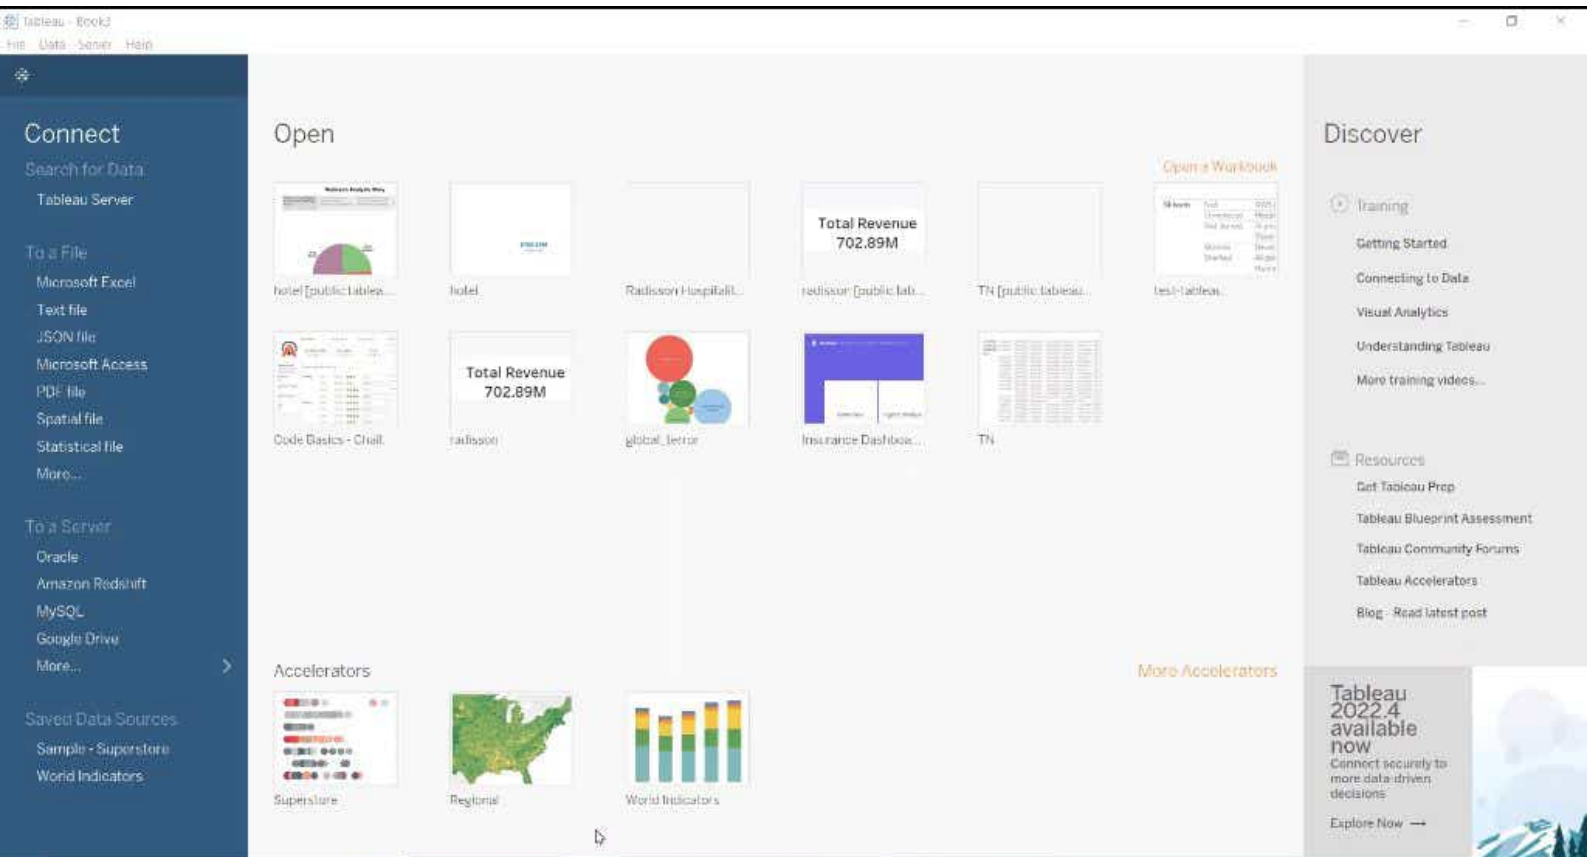 Tableau - Book3
File Data Server Help
Connect
Search for Data
Tableau Server
To a File
Microsoft Excel
Text file
JSON file
Microsoft Access
PDF file
Spatial file
Statistical file
More...
To a Server
Oracle
Amazon Redshift
MySQL
Google Drive
More...
Saved Data Sources
Sample - Superstore
World Indicators
Open
Open a Workbook
Total Revenue
702.89M
hotel [public.tablea...
hotel
Radisson Hospitalit...
radisson [public.tab...
TN [public.tableau...
test-tableau...
Total Revenue
702.89M
Code Basics - Chall...
radisson
global_terror
Insurance Dashboa...
TN
Accelerators
More Accelerators
Superstore
Regional
World Indicators
Discover
Training
Getting Started
Connecting to Data
Visual Analytics
Understanding Tableau
More training videos...
Resources
Get Tableau Prep
Tableau Blueprint Assessment
Tableau Community Forums
Tableau Accelerators
Blog - Read latest post
Tableau
2022.4
available
now
Connect securely to
more data-driven
decisions
Explore Now →